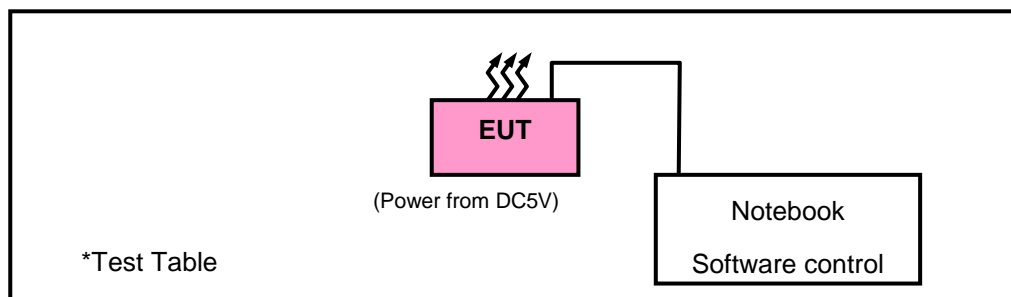 EUT
(Power from DC5V)
Notebook
Software control
*Test Table